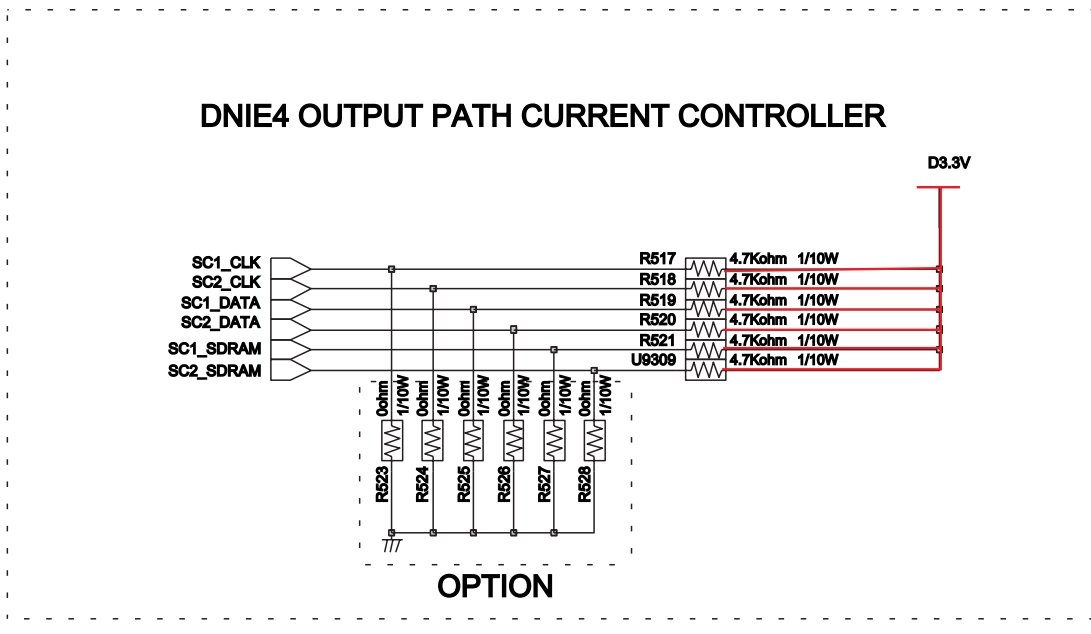 DNIE4 OUTPUT PATH CURRENT CONTROLLER
D3.3V
SC1_CLK
R517
4.7Kohm 1/10W
SC2_CLK
R518
4.7Kohm 1/10W
SC1_DATA
R519
4.7Kohm 1/10W
SC2_DATA
R520
4.7Kohm 1/10W
SC1_SDRAM
R521
4.7Kohm 1/10W
SC2_SDRAM
U9309
4.7Kohm 1/10W
0ohm
1/10W
0ohm
1/10W
0ohm
1/10W
0ohm
1/10W
0ohm
1/10W
0ohm
1/10W
R523
R524
R525
R526
R527
R528
OPTION